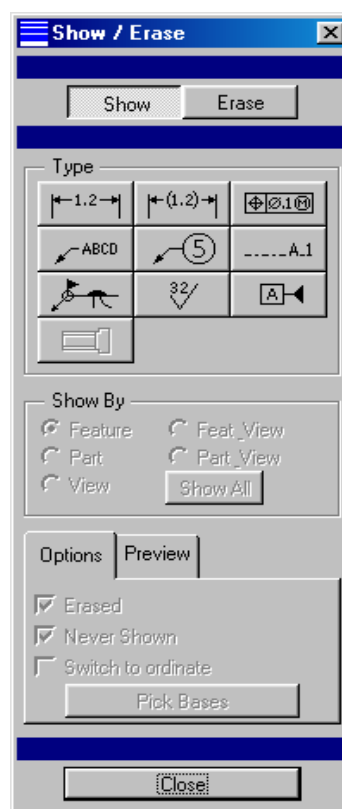 Show / Erase
Show Erase
Type
1.2 (1.2) Ø.1Ⓜ
ABCD 5 A_1
32/ A
Show By
Feature Feat_View
Part Part_View
View Show All
Options Preview
Erased
Never Shown
Switch to ordinate
Pick Bases
Close